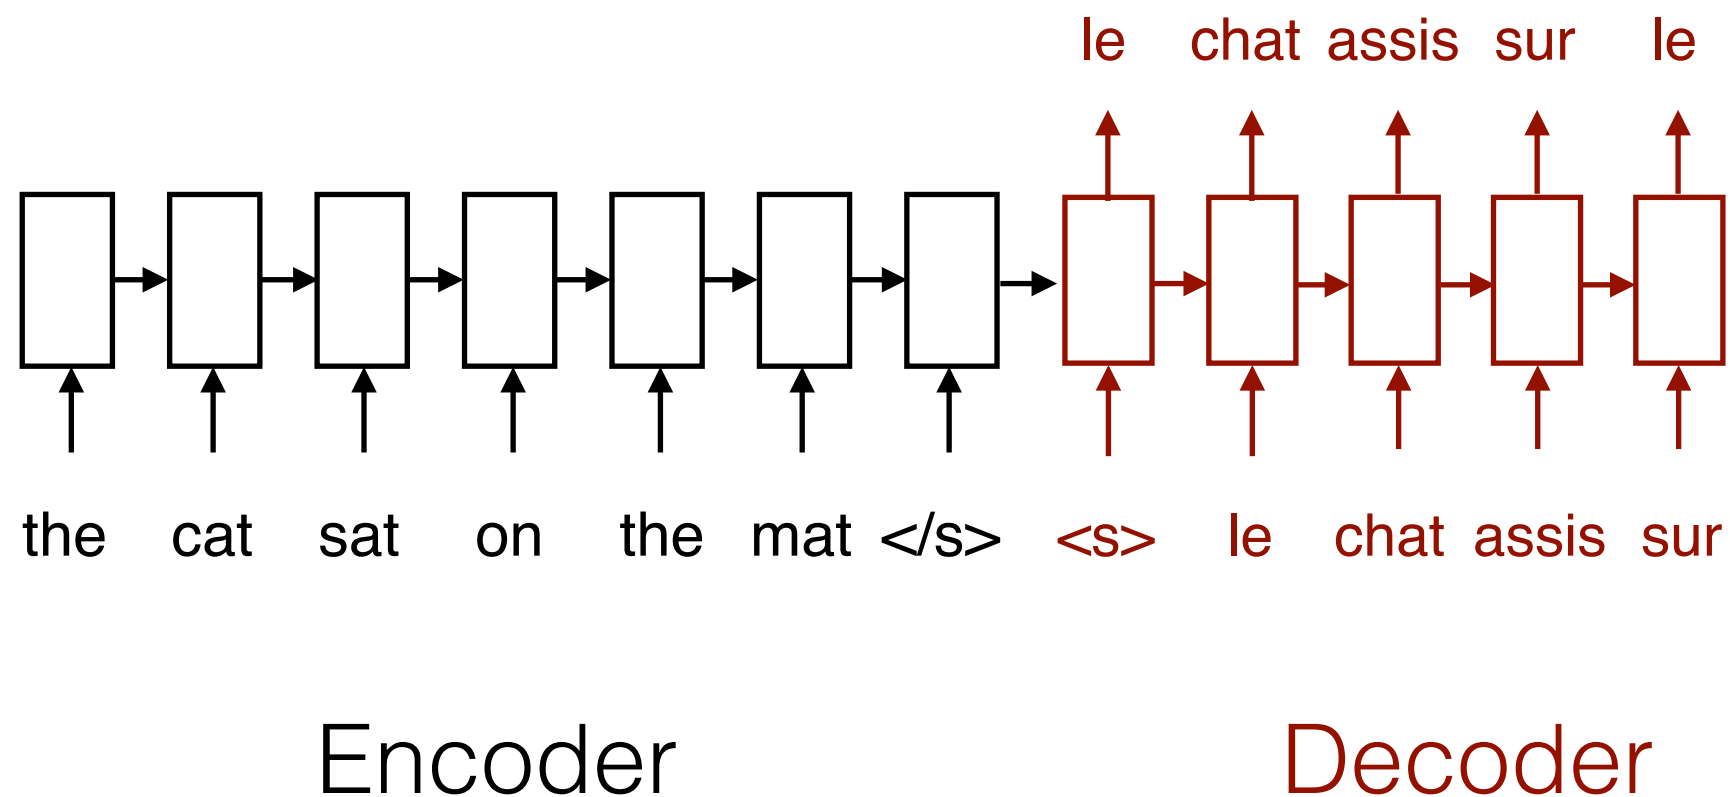 le chat assis sur le
the cat sat on the mat </s> <s> le chat assis sur
Encoder Decoder